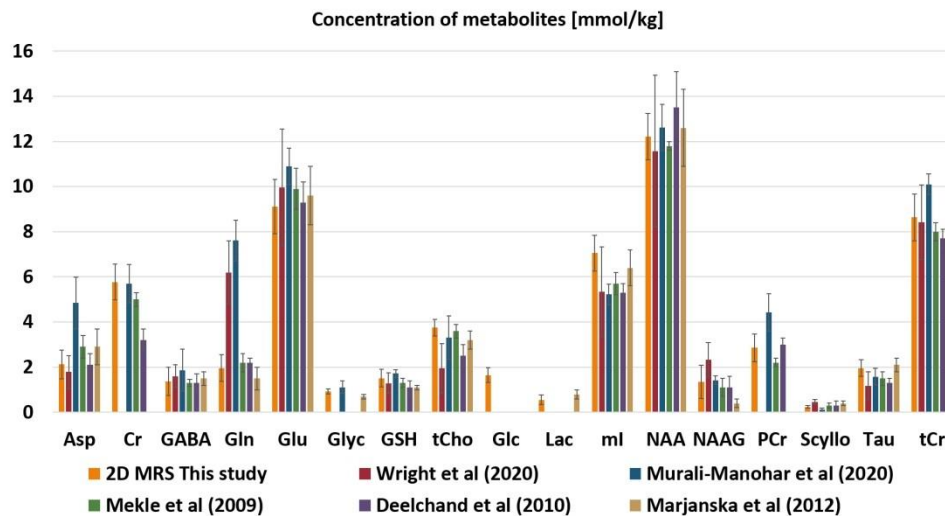 Concentration of metabolites [mmol/kg]
16
14
12
10
8
6
4
2
0
Asp Cr GABA Gln Glu Glyc GSH tCho Glc Lac mI NAA NAAG PCr Scyllo Tau tCr
2D MRS This study Wright et al (2020) Murali-Manohar et al (2020)
Mekle et al (2009) Deelchand et al (2010) Marjanska et al (2012)